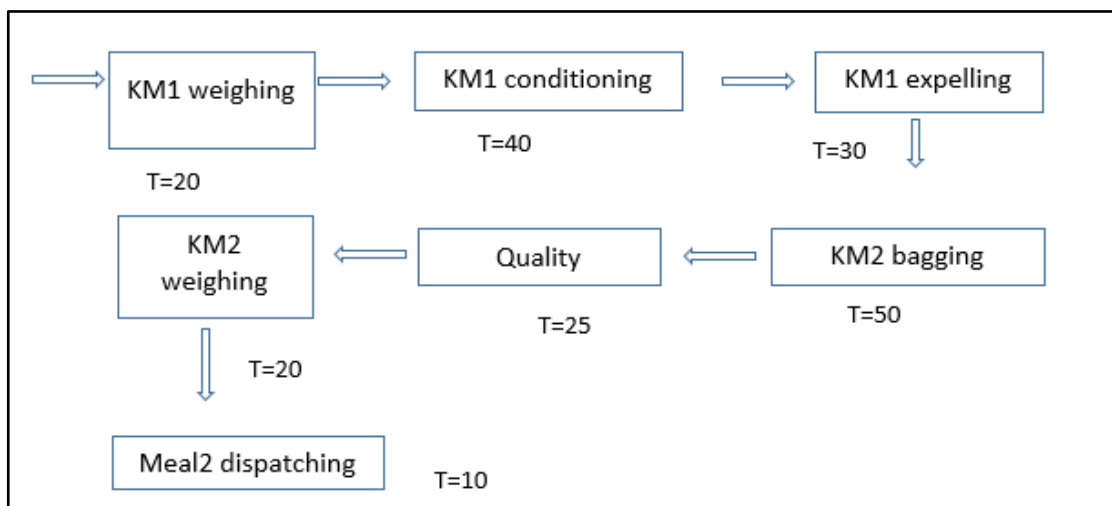 KM1 weighing
T=20
KM1 conditioning
T=40
KM1 expelling
T=30
KM2 bagging
T=50
Quality
T=25
KM2
weighing
T=20
Meal2 dispatching
T=10